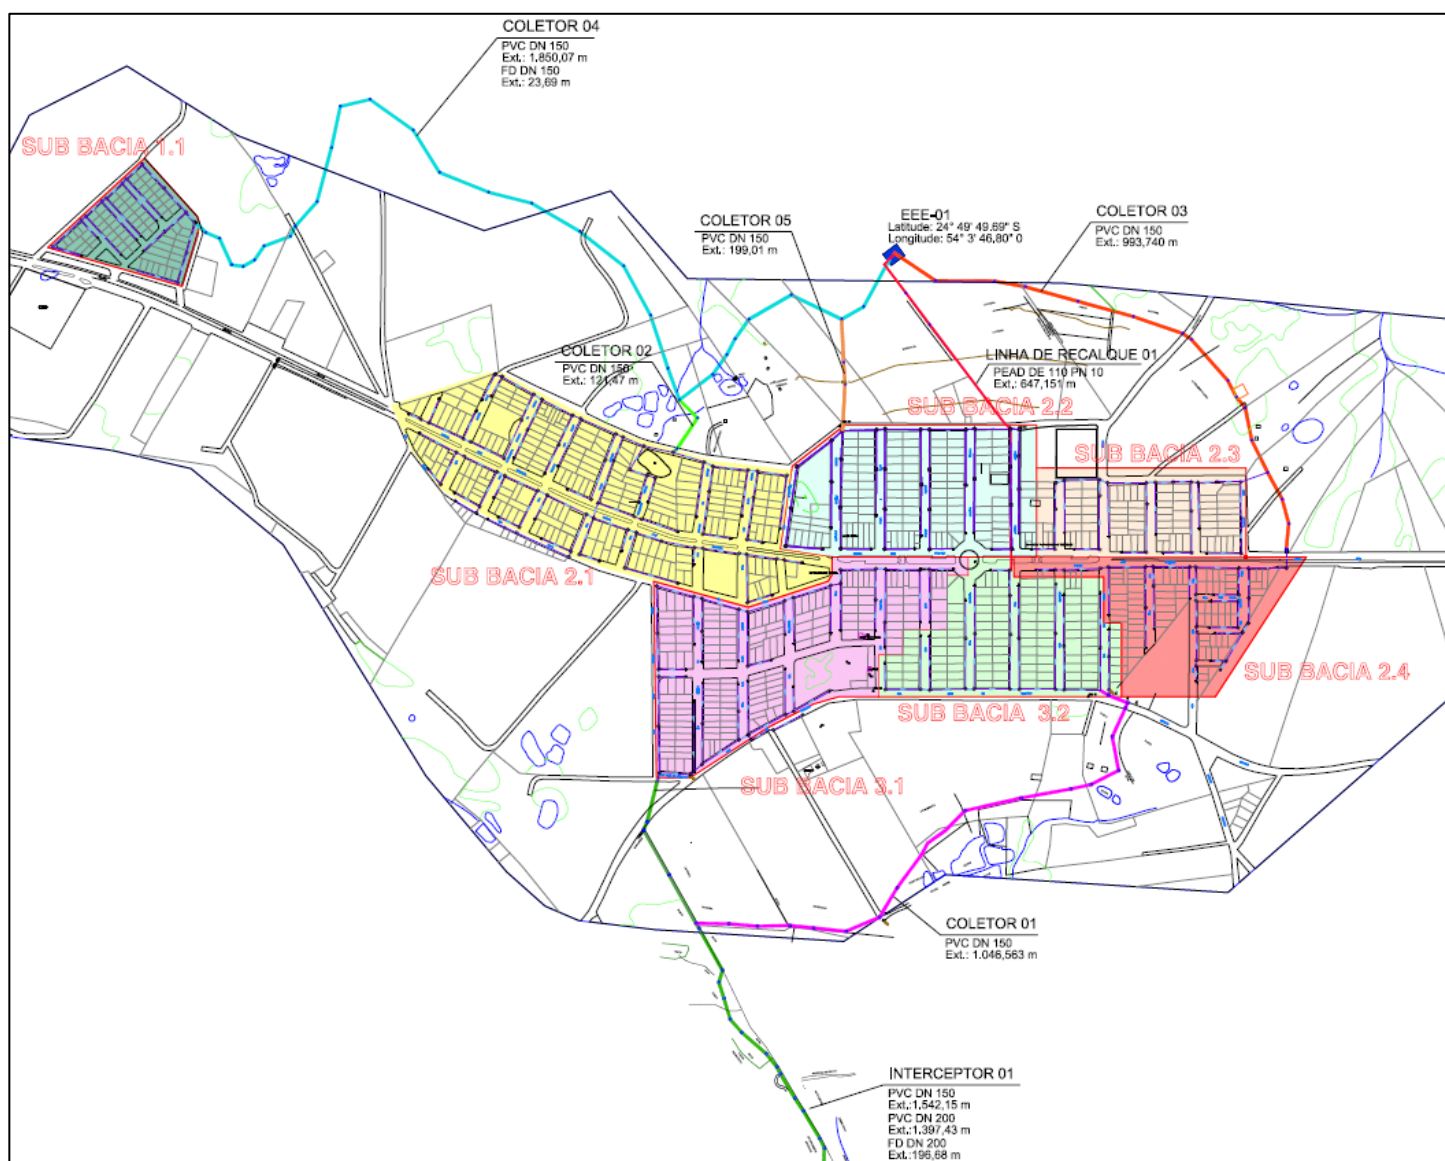 COLETOR 04
PVC DN 150
Ext.: 1.850,07 m
FD DN 150
Ext.: 23,69 m
SUB BACIA 1.1
COLETOR 05
PVC DN 150
Ext.: 199,01 m
EEE-01
Latitude: 24° 49' 49.69" S
Longitude: 54° 3' 46,80" O
COLETOR 03
PVC DN 150
Ext.: 993,740 m
COLETOR 02
PVC DN 150
Ext.: 121,47 m
LINHA DE RECALQUE 01
PEAD DE 110 PN 10
Ext.: 647,151 m
SUB BACIA 2.2
SUB BACIA 2.3
SUB BACIA 2.1
SUB BACIA 2.4
SUB BACIA 3.2
SUB BACIA 3.1
COLETOR 01
PVC DN 150
Ext.: 1.046,563 m
INTERCEPTOR 01
PVC DN 150
Ext.:1.542,15 m
PVC DN 200
Ext.:1.397,43 m
FD DN 200
Ext.:196,68 m